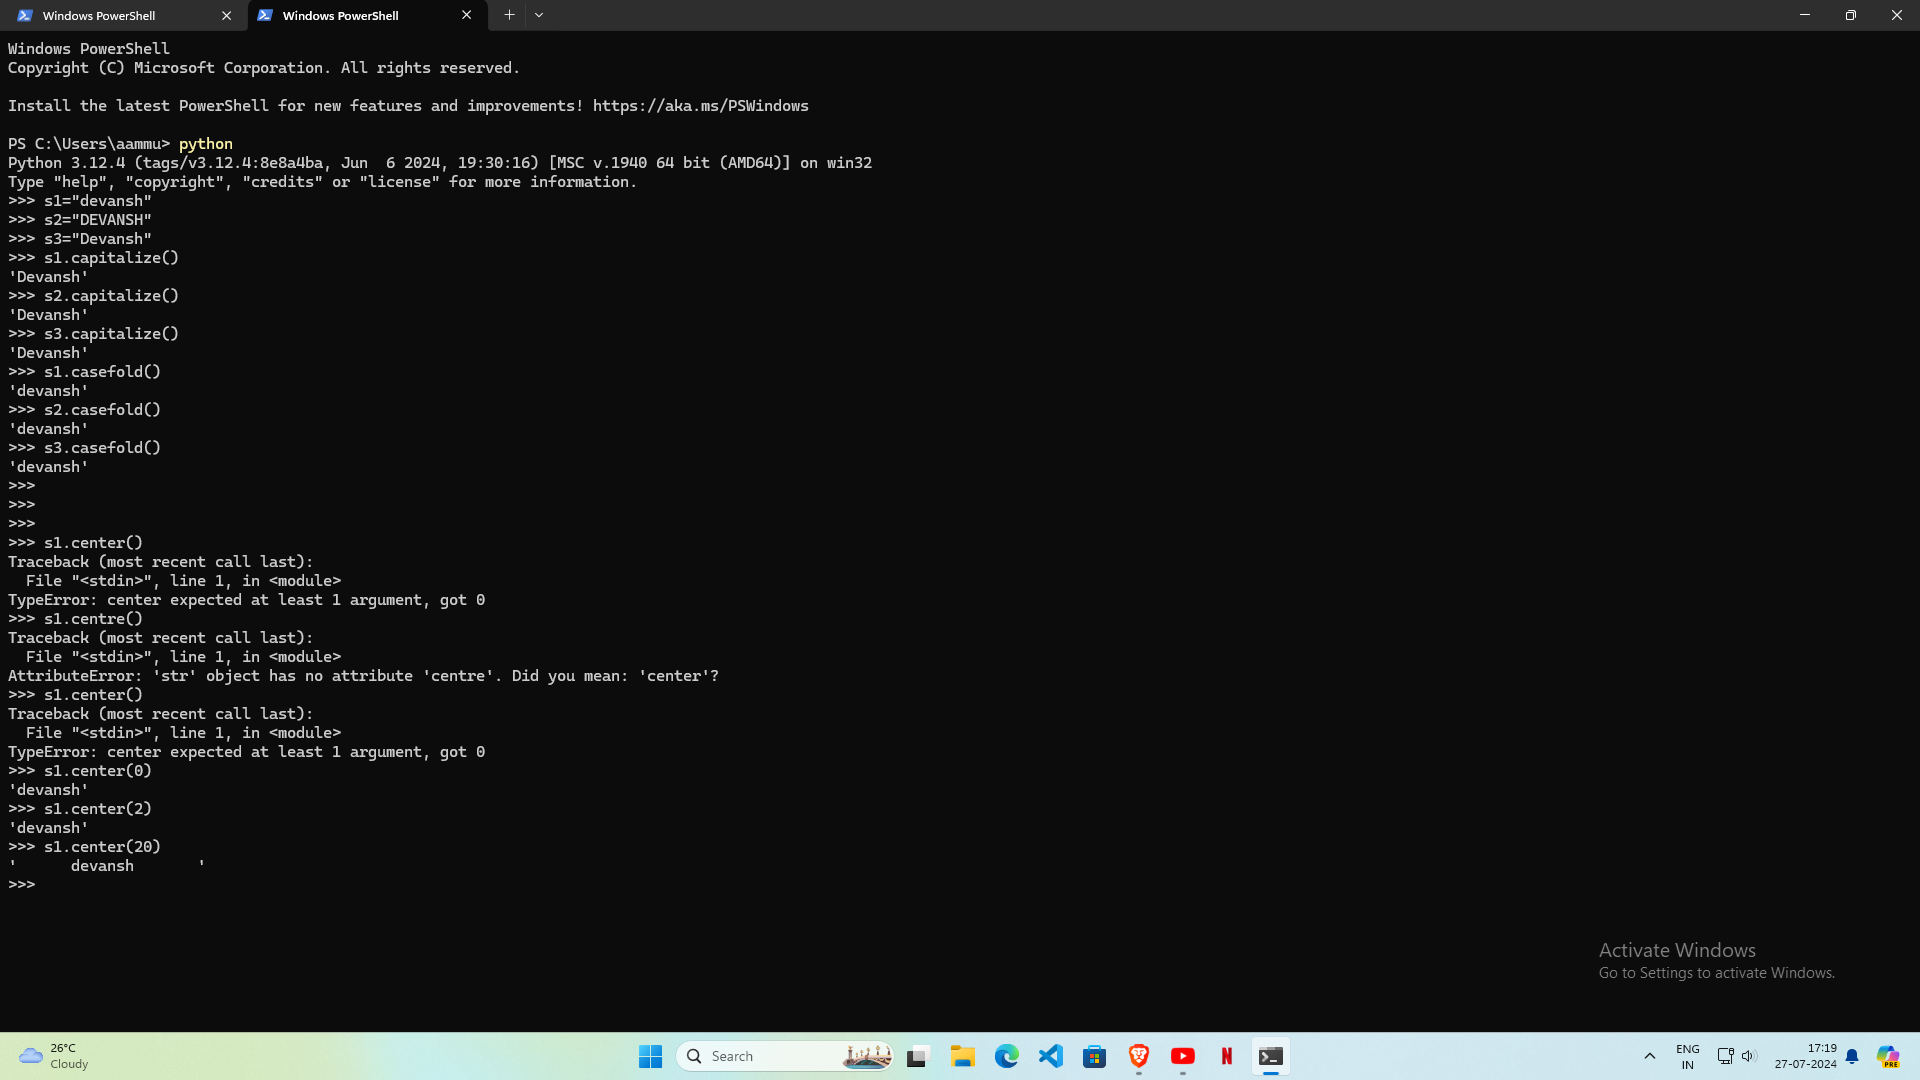 Windows PowerShell
Windows PowerShell
Windows PowerShell
Copyright (C) Microsoft Corporation. All rights reserved.
Install the latest PowerShell for new features and improvements! https://aka.ms/PSWindows
PS C:\Users\aammu> python
Python 3.12.4 (tags/v3.12.4:8e8a4ba, Jun  6 2024, 19:30:16) [MSC v.1940 64 bit (AMD64)] on win32
Type "help", "copyright", "credits" or "license" for more information.
>>> s1="devansh"
>>> s2="DEVANSH"
>>> s3="Devansh"
>>> s1.capitalize()
'Devansh'
>>> s2.capitalize()
'Devansh'
>>> s3.capitalize()
'Devansh'
>>> s1.casefold()
'devansh'
>>> s2.casefold()
'devansh'
>>> s3.casefold()
'devansh'
>>>
>>>
>>>
>>> s1.center()
Traceback (most recent call last):
  File "<stdin>", line 1, in <module>
TypeError: center expected at least 1 argument, got 0
>>> s1.centre()
Traceback (most recent call last):
  File "<stdin>", line 1, in <module>
AttributeError: 'str' object has no attribute 'centre'. Did you mean: 'center'?
>>> s1.center()
Traceback (most recent call last):
  File "<stdin>", line 1, in <module>
TypeError: center expected at least 1 argument, got 0
>>> s1.center(0)
'devansh'
>>> s1.center(2)
'devansh'
>>> s1.center(20)
'      devansh       '
>>>
Activate Windows
Go to Settings to activate Windows.
26°C
Cloudy
Search
ENG
IN
17:19
27-07-2024
PRE